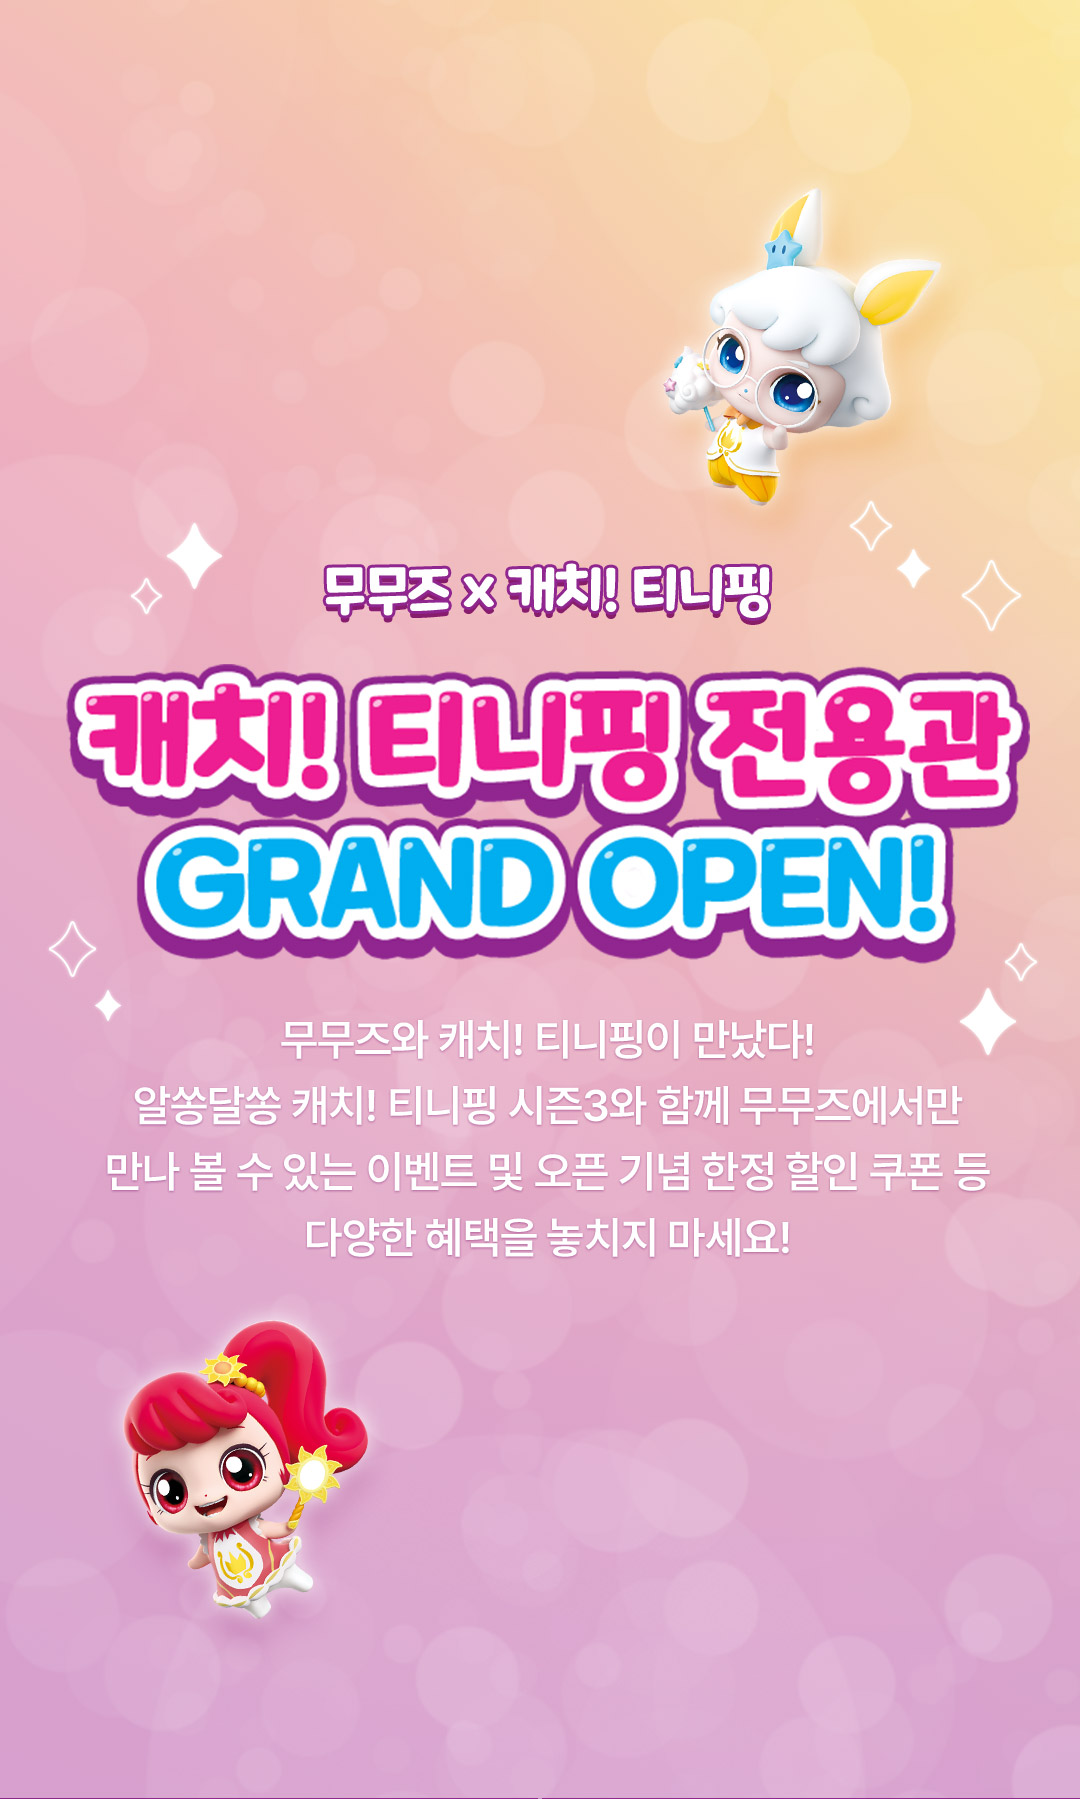 무무즈 x 캐치! 티니핑
캐치! 티니핑 전용관
GRAND OPEN!
무무즈와 캐치! 티니핑이 만났다!
알쏭달쏭 캐치! 티니핑 시즌3와 함께 무무즈에서만
만나 볼 수 있는 이벤트 및 오픈 기념 한정 할인 쿠폰 등
다양한 혜택을 놓치지 마세요!